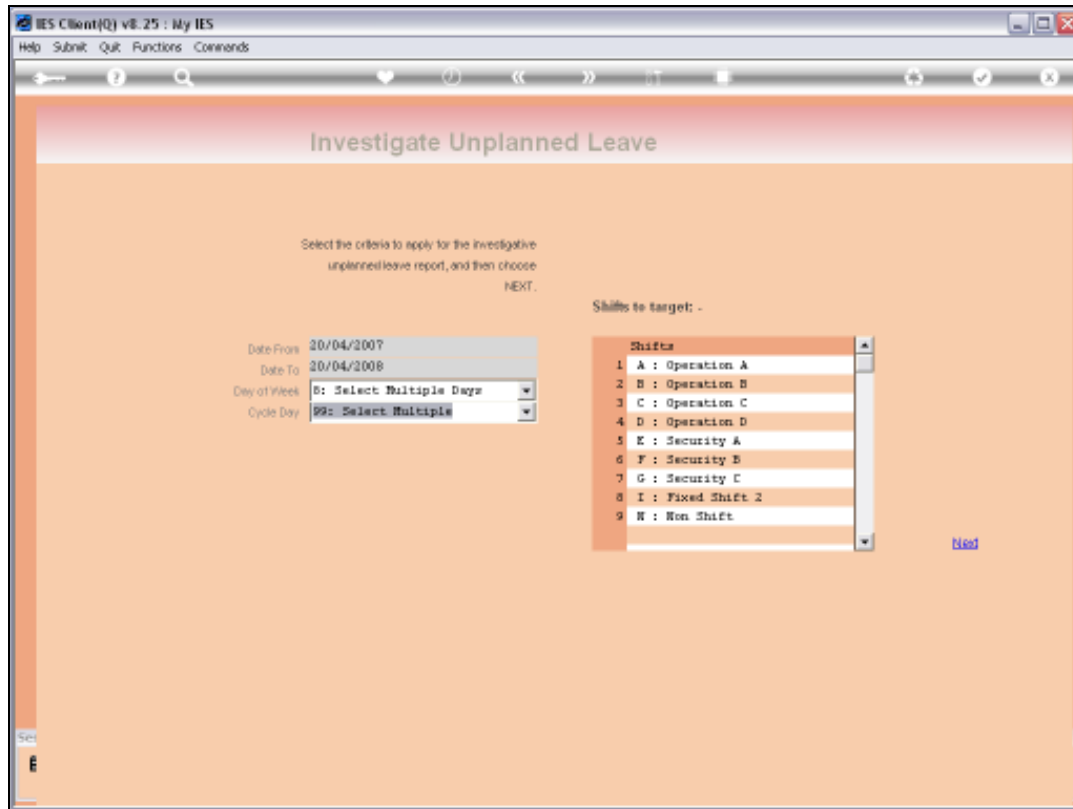 IES Client(Q) v8.25 : My IES
Help Submit Quit Functions Commands
Investigate Unplanned Leave
Select the criteria to apply for the investigative
unplanned leave report, and then choose
NEXT.
Shifts to target: -
Date From 20/04/2007
Date To 20/04/2008
Day of Week 8: Select Multiple Days
Cycle Day 99: Select Multiple
Shifts
1 A : Operation A
2 B : Operation B
3 C : Operation C
4 D : Operation D
5 E : Security A
6 F : Security B
7 G : Security C
8 I : Fixed Shift 2
9 N : Non Shift
Next